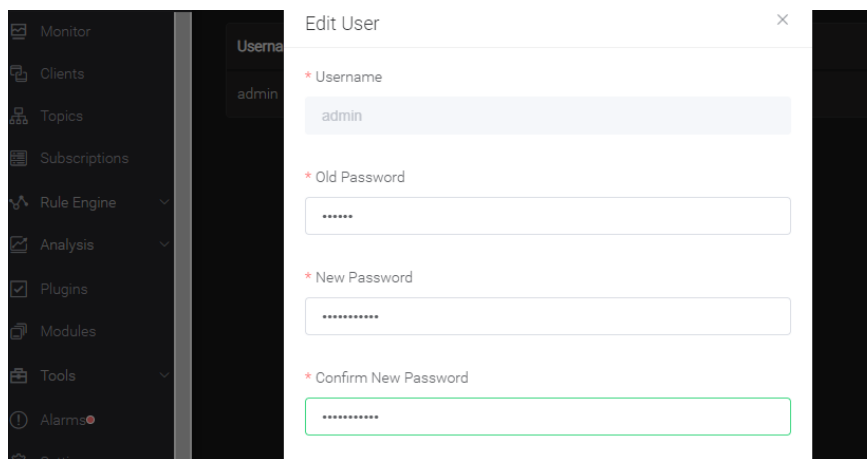 Monitor
Clients
Topics
Subscriptions
Rule Engine
Analysis
Plugins
Modules
Tools
Alarms
Userna
admin
Edit User
* Username
admin
* Old Password
••••••
* New Password
•••••••••••
* Confirm New Password
•••••••••••